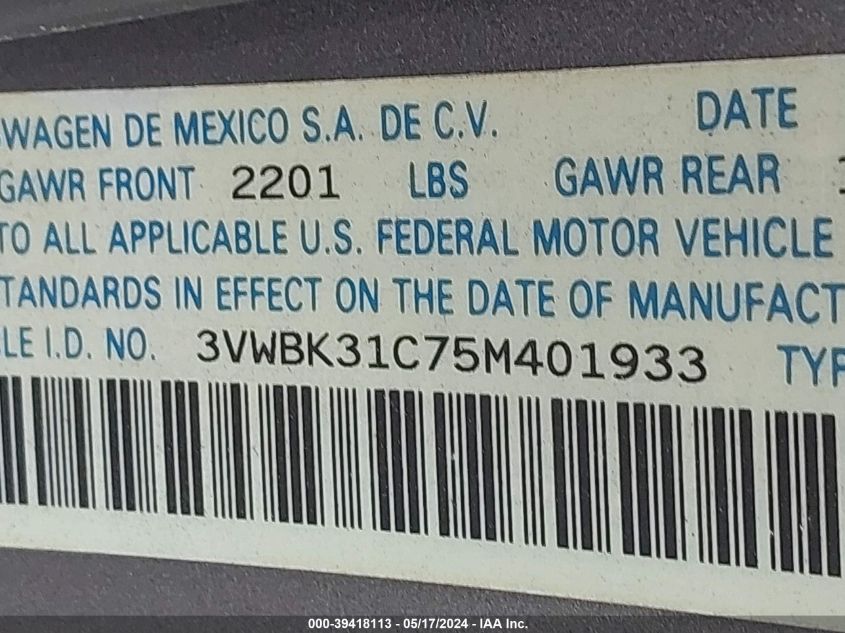 WAGEN DE MEXICO S.A. DE C.V. DATE
GAWR FRONT 2201 LBS GAWR REAR
TO ALL APPLICABLE U.S. FEDERAL MOTOR VEHICLE
TANDARDS IN EFFECT ON THE DATE OF MANUFACT
LE I.D. NO. 3VWBK31C75M401933 TYP
000-39418113 - 05/17/2024 - IAA Inc.